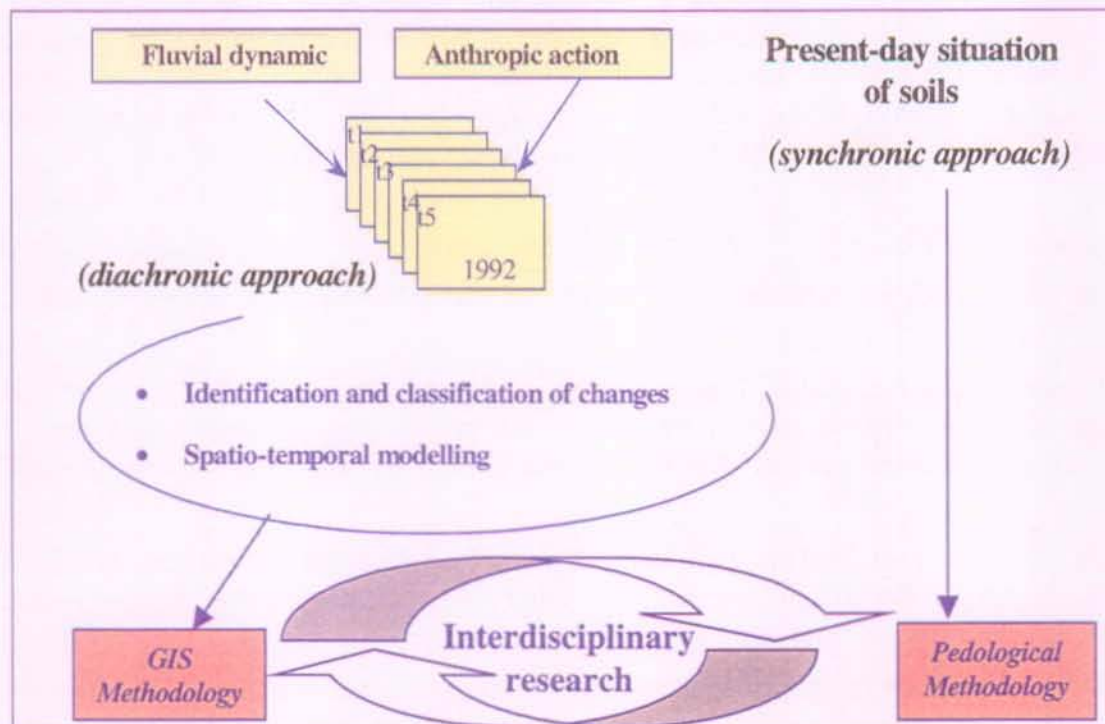 Fluvial dynamic
Anthropic action
Present-day situation
of soils
(synchronic approach)
t1
t2
t3
t4
t5
1992
(diachronic approach)
• Identification and classification of changes
• Spatio-temporal modelling
GIS
Methodology
Interdisciplinary
research
Pedological
Methodology